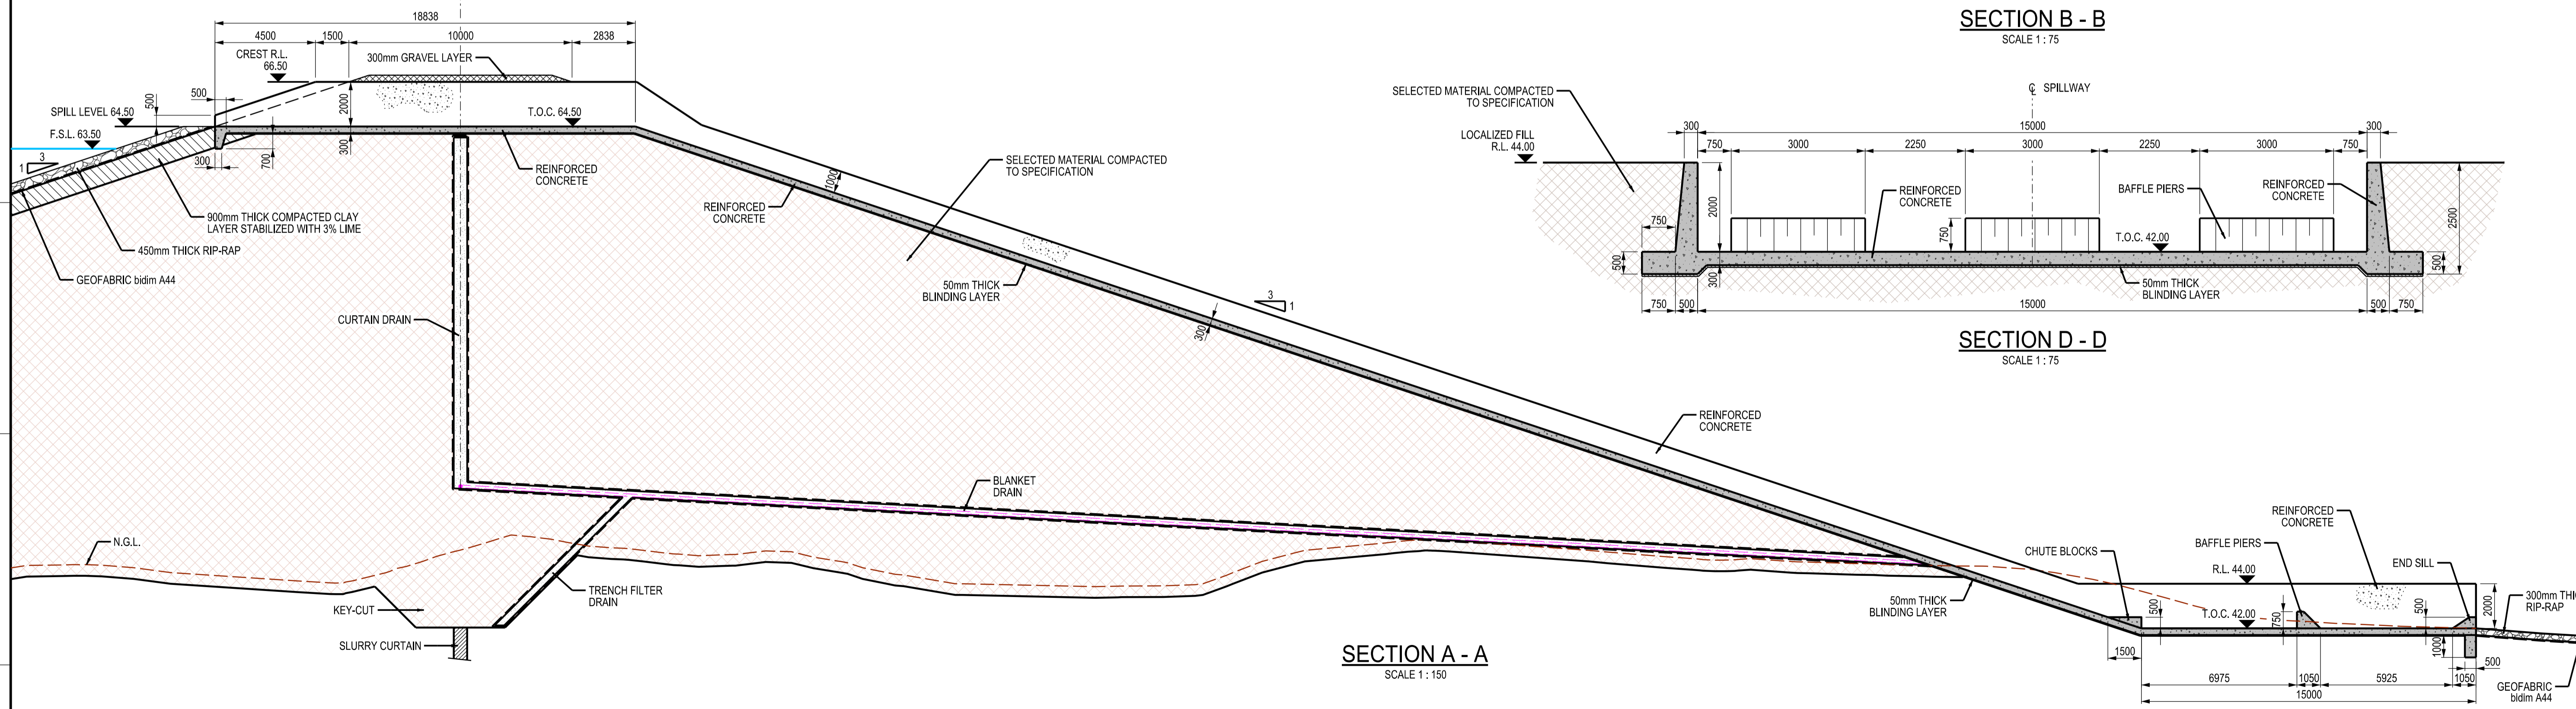 18838
4500
1500
10000
2838
CREST R.L.
66.50
300mm GRAVEL LAYER
500
500
2000
SPILL LEVEL 64.50
T.O.C. 64.50
F.S.L. 63.50
3
1
300
700
300
REINFORCED
CONCRETE
900mm THICK COMPACTED CLAY
LAYER STABILIZED WITH 3% LIME
450mm THICK RIP-RAP
GEOFABRIC bidim A44
CURTAIN DRAIN
1000
REINFORCED
CONCRETE
SELECTED MATERIAL COMPACTED
TO SPECIFICATION
50mm THICK
BLINDING LAYER
300
3
1
REINFORCED
CONCRETE
BLANKET
DRAIN
N.G.L.
KEY-CUT
TRENCH FILTER
DRAIN
SLURRY CURTAIN
50mm THICK
BLINDING LAYER
CHUTE BLOCKS
BAFFLE PIERS
REINFORCED
CONCRETE
END SILL
R.L. 44.00
T.O.C. 42.00
500
750
500
2000
1000
300mm THI
RIP-RAP
1500
500
6975
1050
5925
1050
15000
GEOFABRIC
bidim A44
SECTION A - A
SCALE 1 : 150
SECTION B - B
SCALE 1 : 75
SELECTED MATERIAL COMPACTED
TO SPECIFICATION
℄ SPILLWAY
LOCALIZED FILL
R.L. 44.00
300
15000
300
750
3000
2250
3000
2250
3000
750
REINFORCED
CONCRETE
BAFFLE PIERS
REINFORCED
CONCRETE
2000
2500
750
750
T.O.C. 42.00
500
300
500
50mm THICK
BLINDING LAYER
750
500
15000
500
750
SECTION D - D
SCALE 1 : 75